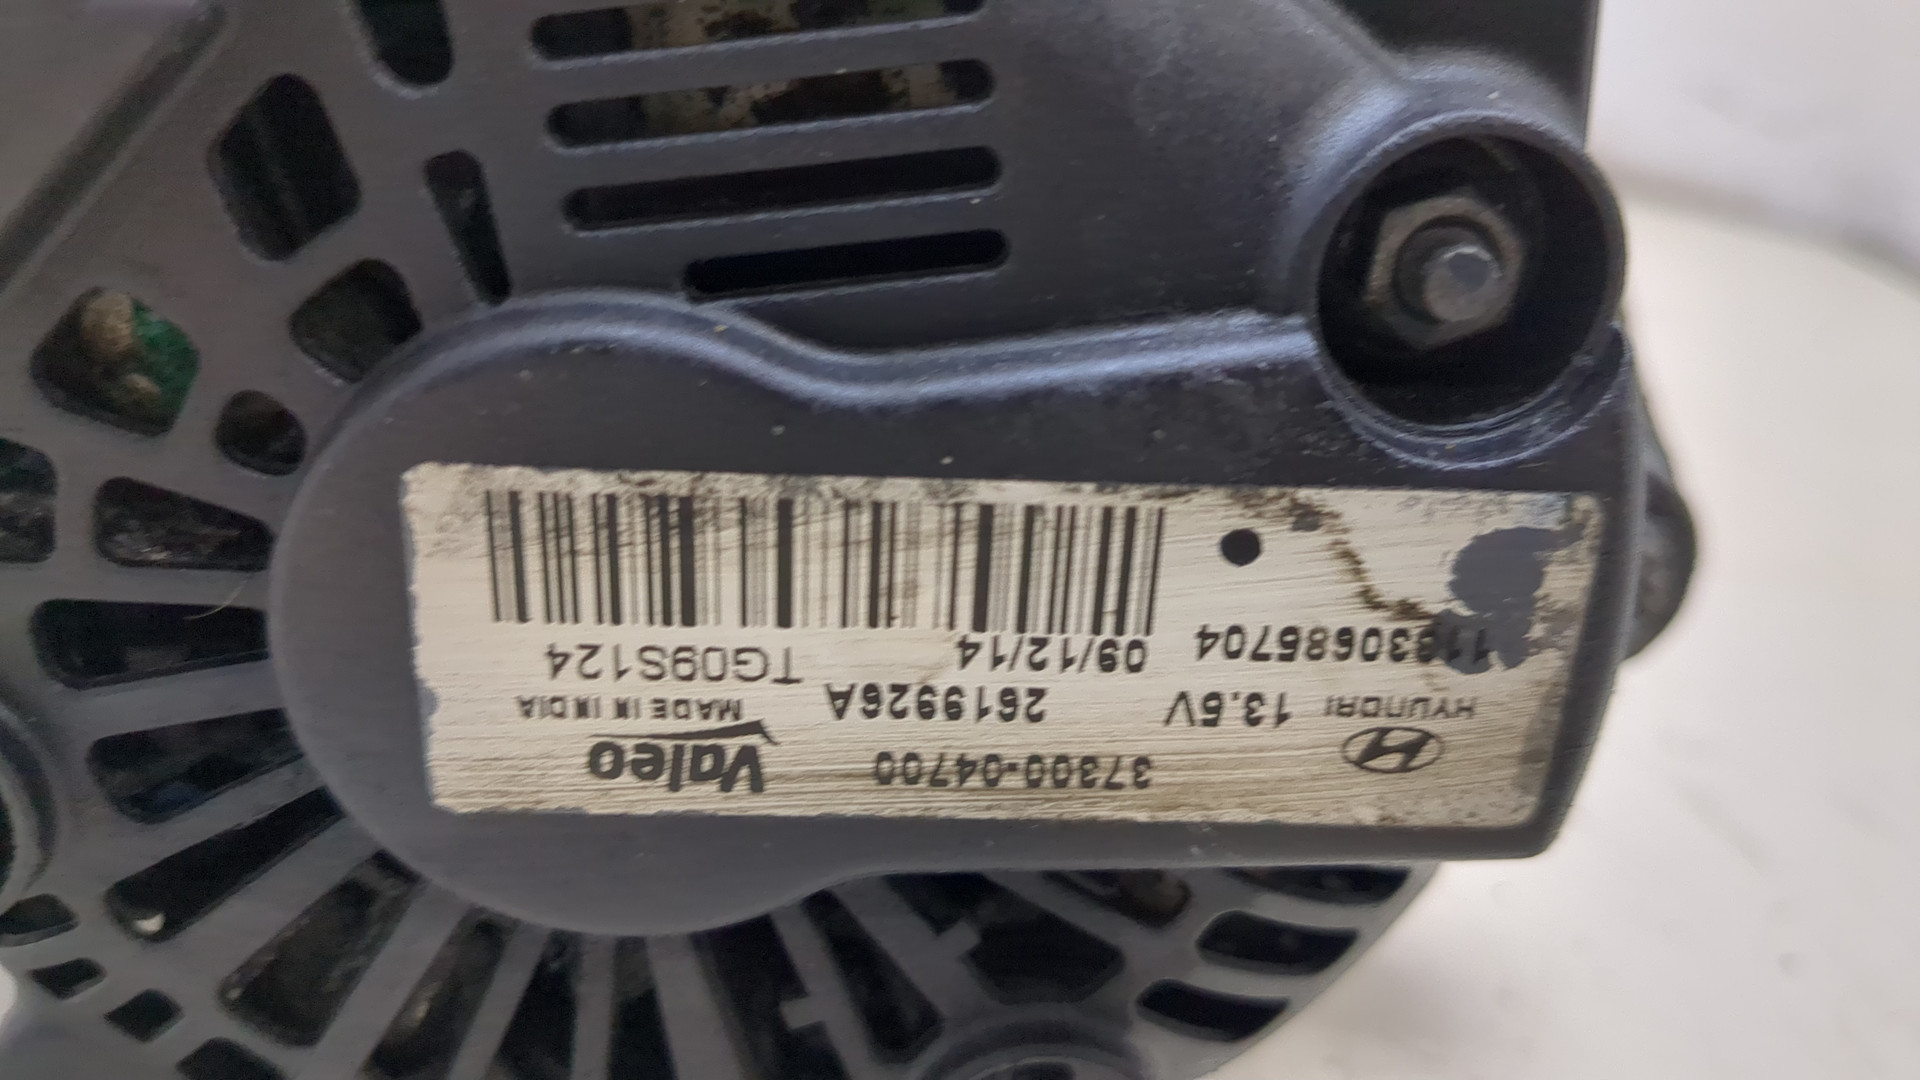 37300-04700 Valeo
HYUNDAI 13.5V 2619926A MADE IN INDIA
09/12/14 TG09S124